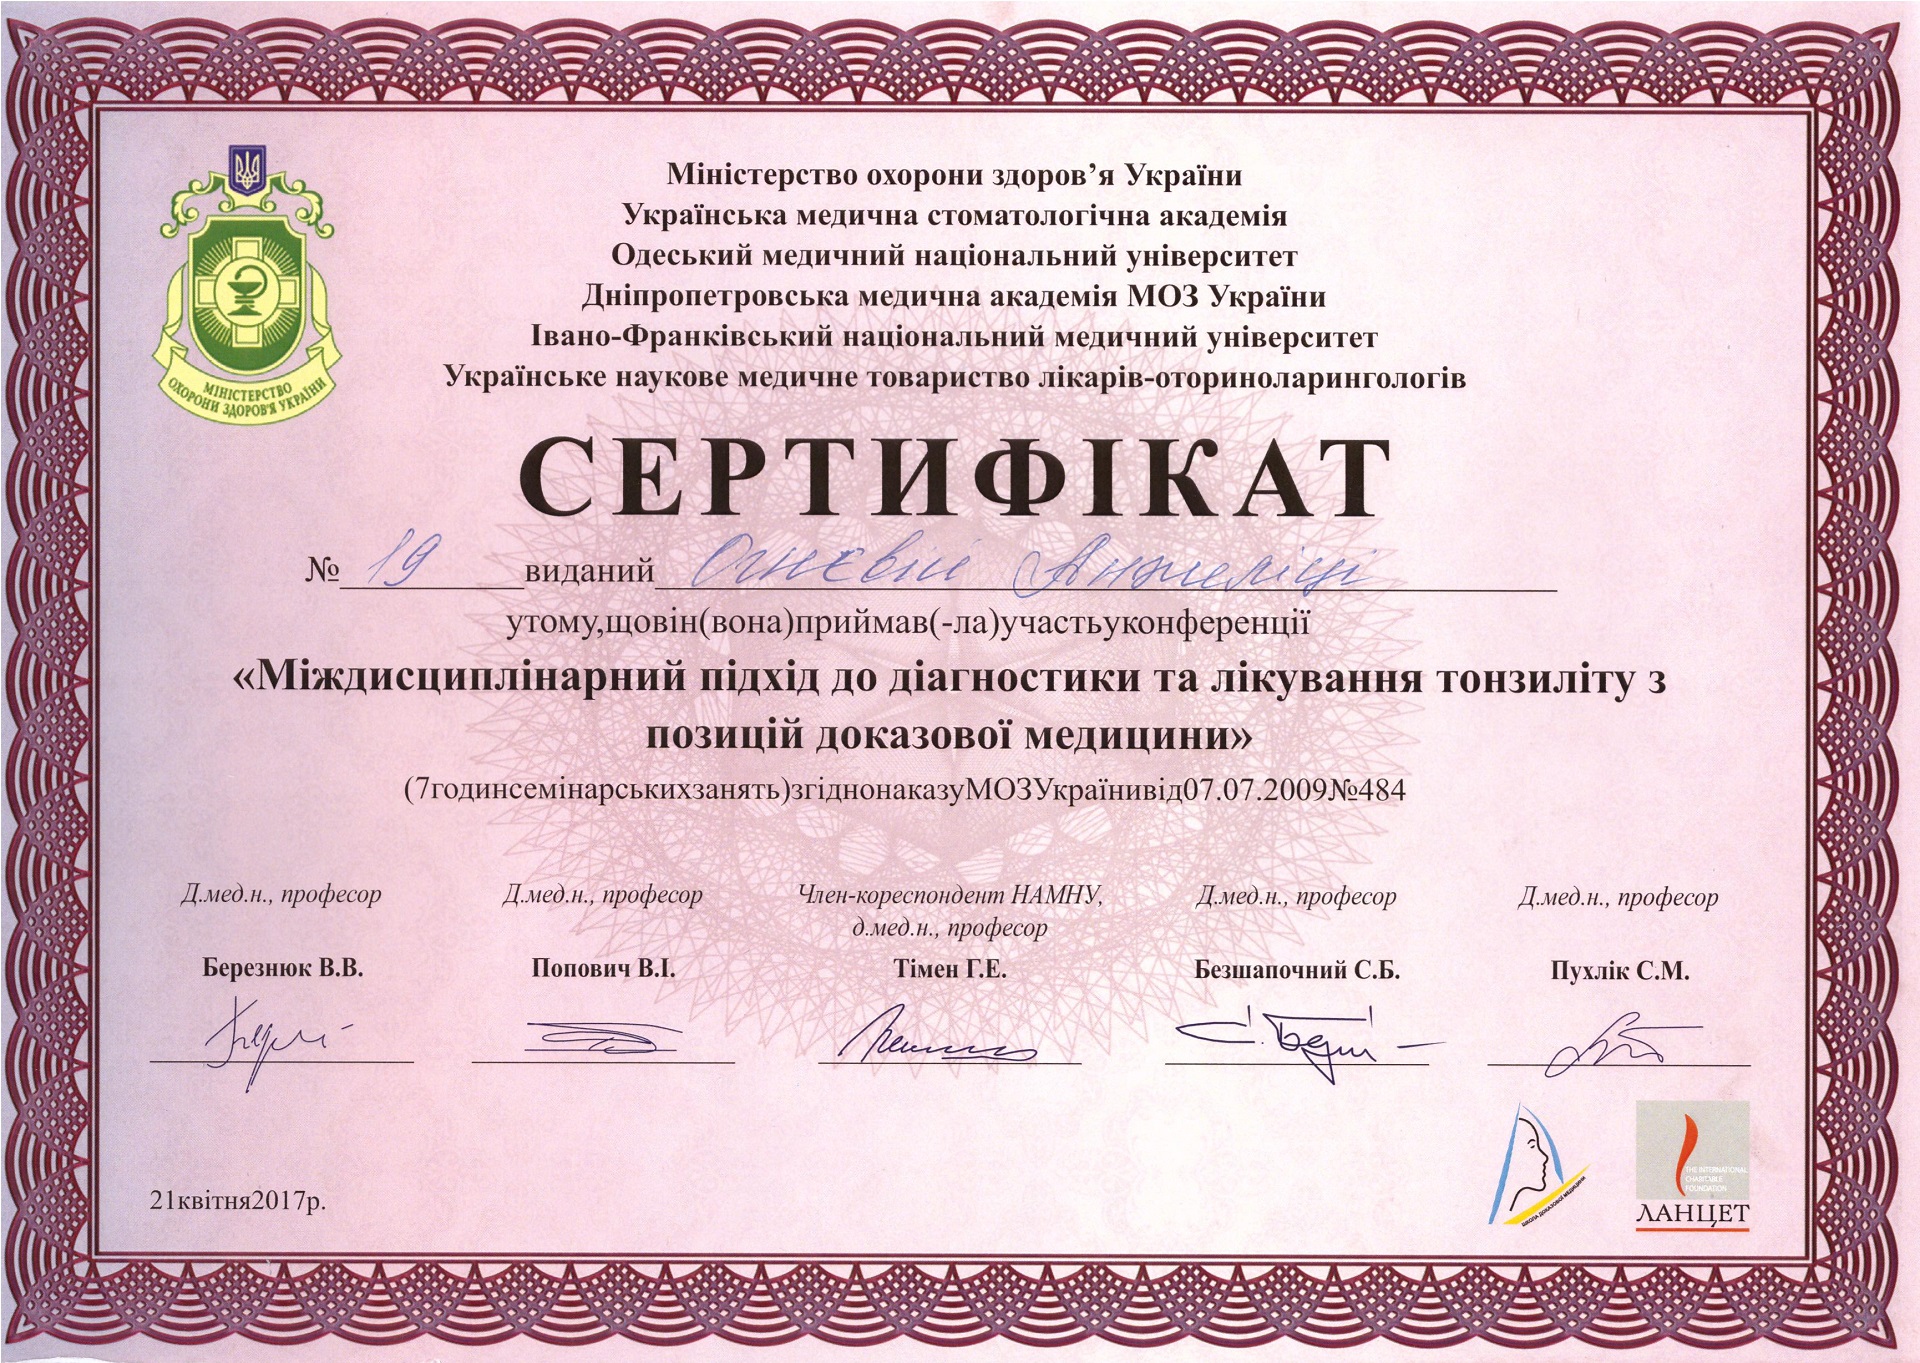 МІНІСТЕРСТВО
ОХОРОНИ ЗДОРОВ'Я УКРАЇНИ
Міністерство охорони здоров’я України
Українська медична стоматологічна академія
Одеський медичний національний університет
Дніпропетровська медична академія МОЗ України
Івано-Франківський національний медичний університет
Українське наукове медичне товариство лікарів-оториноларингологів
СЕРТИФІКАТ
№ 19 виданий Огнєвій Анжеліці
утому,щовін(вона)приймав(-ла)участьуконференції
«Міждисциплінарний підхід до діагностики та лікування тонзиліту з
позицій доказової медицини»
(7годинсемінарськихзанять)згіднонаказуМОЗУкраїнивід07.07.2009№484
Д.мед.н., професор
Березнюк В.В.
Д.мед.н., професор
Попович В.І.
Член-кореспондент НАМНУ,
д.мед.н., професор
Тімен Г.Е.
Д.мед.н., професор
Безшапочний С.Б.
Д.мед.н., професор
Пухлік С.М.
21квітня2017р.
ШКОЛА ДОКАЗОВОЇ МЕДИЦИНИ
THE INTERNATIONAL
CHARITABLE
FOUNDATION
ЛАНЦЕТ